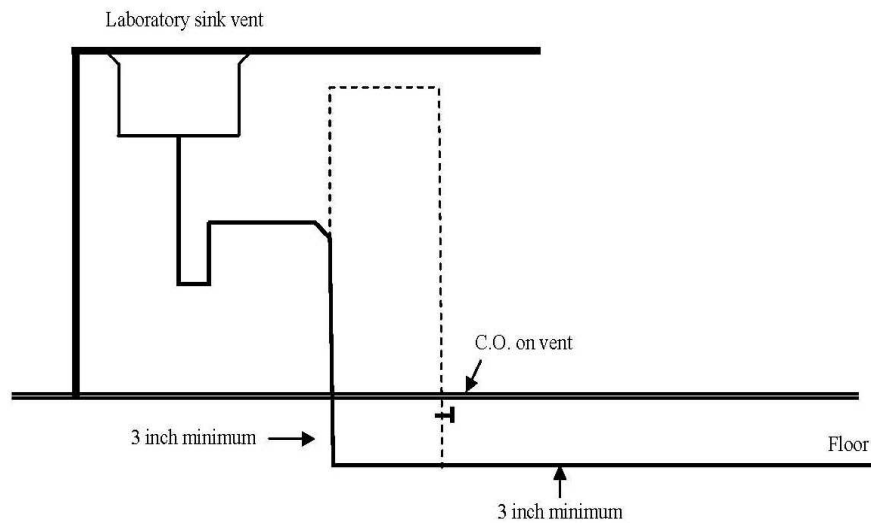 Laboratory sink vent
C.O. on vent
3 inch minimum
Floor
3 inch minimum